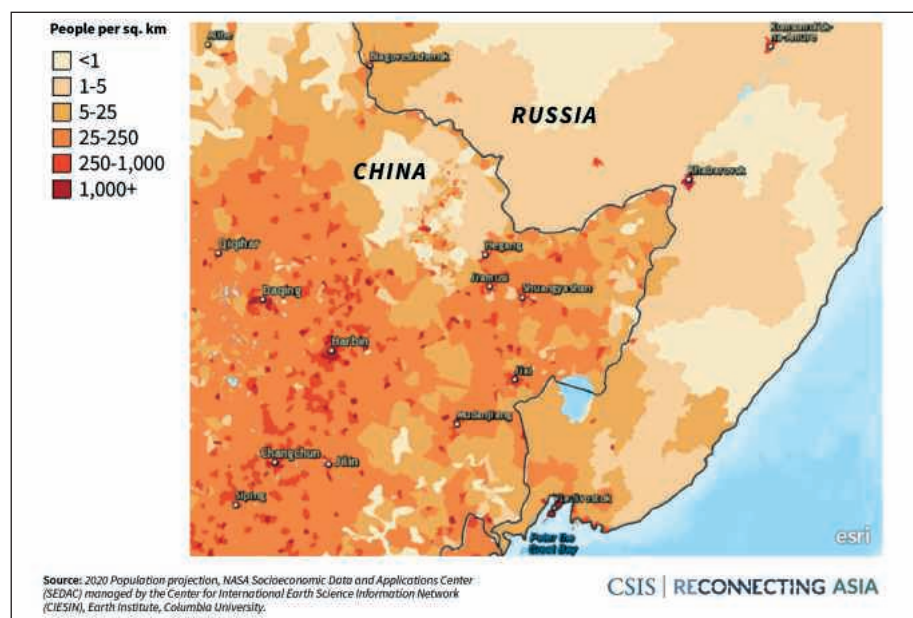 People per sq. km
<1
1-5
5-25
25-250
250-1,000
1,000+
Blagoveshchensk
RUSSIA
CHINA
Khabarovsk
Qiqihar
Hegang
Daqing
Jiamusi
Shuangyashan
Harbin
Jixi
Mudanjiang
Changchun
Jilin
Siping
Vladivostok
Peter the
Great Bay
esri
Source: 2020 Population projection, NASA Socioeconomic Data and Applications Center
(SEDAC) managed by the Center for International Earth Science Information Network
(CIESIN), Earth Institute, Columbia University.
CSIS | RECONNECTING ASIA